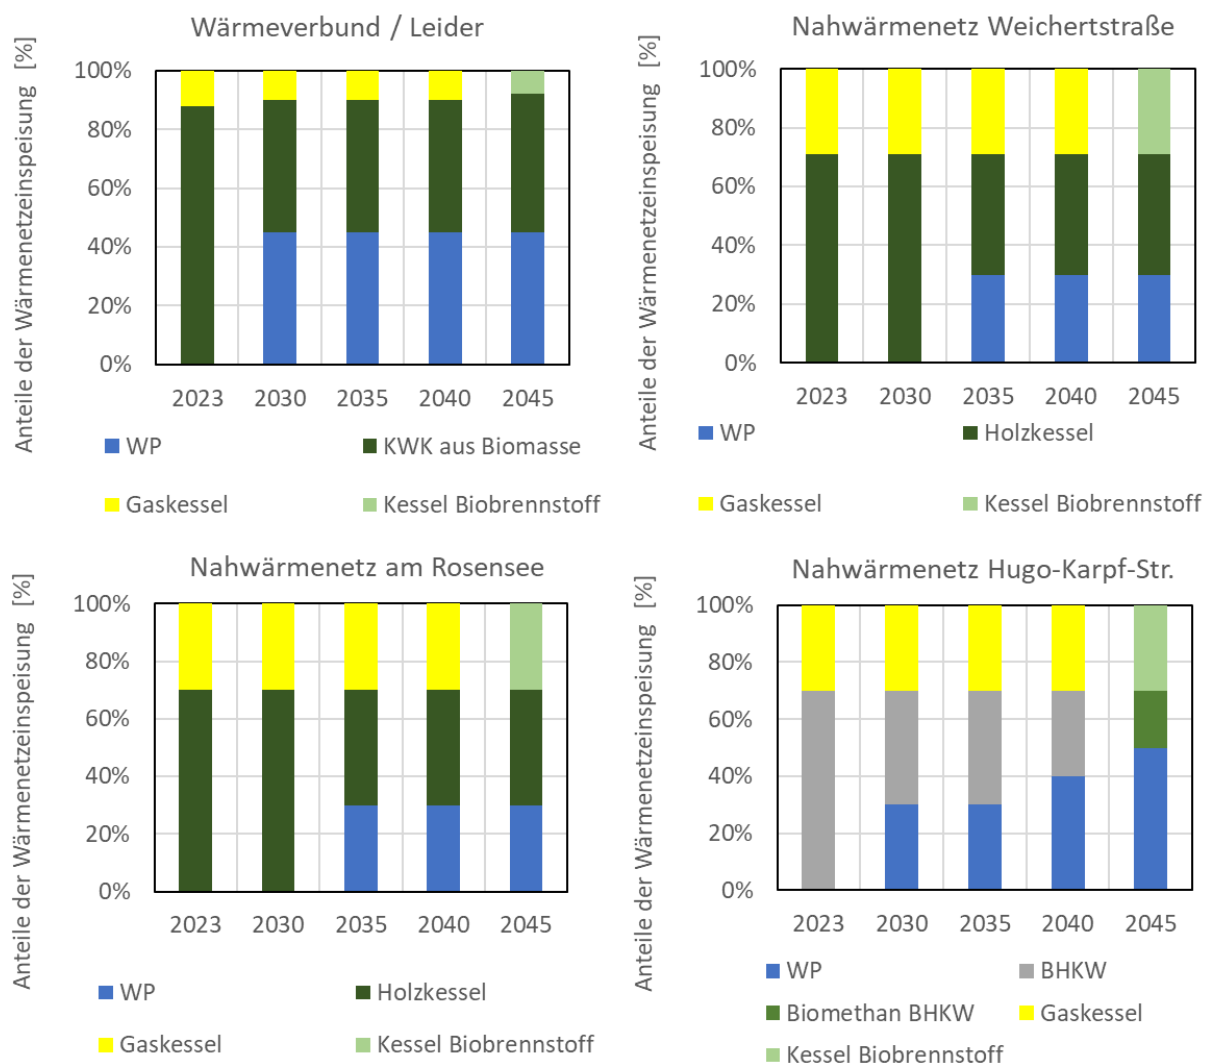 Wärmeverbund / Leider
Anteile der Wärmenetzeinspeisung [%]
100%
80%
60%
40%
20%
0%
2023 2030 2035 2040 2045
WP KWK aus Biomasse
Gaskessel Kessel Biobrennstoff
Nahwärmenetz Weichertstraße
Anteile der Wärmenetzeinspeisung [%]
100%
80%
60%
40%
20%
0%
2023 2030 2035 2040 2045
WP Holzkessel
Gaskessel Kessel Biobrennstoff
Nahwärmenetz am Rosensee
Anteile der Wärmenetzeinspeisung [%]
100%
80%
60%
40%
20%
0%
2023 2030 2035 2040 2045
WP Holzkessel
Gaskessel Kessel Biobrennstoff
Nahwärmenetz Hugo-Karpf-Str.
Anteile der Wärmenetzeinspeisung [%]
100%
80%
60%
40%
20%
0%
2023 2030 2035 2040 2045
WP BHKW
Biomethan BHKW Gaskessel
Kessel Biobrennstoff